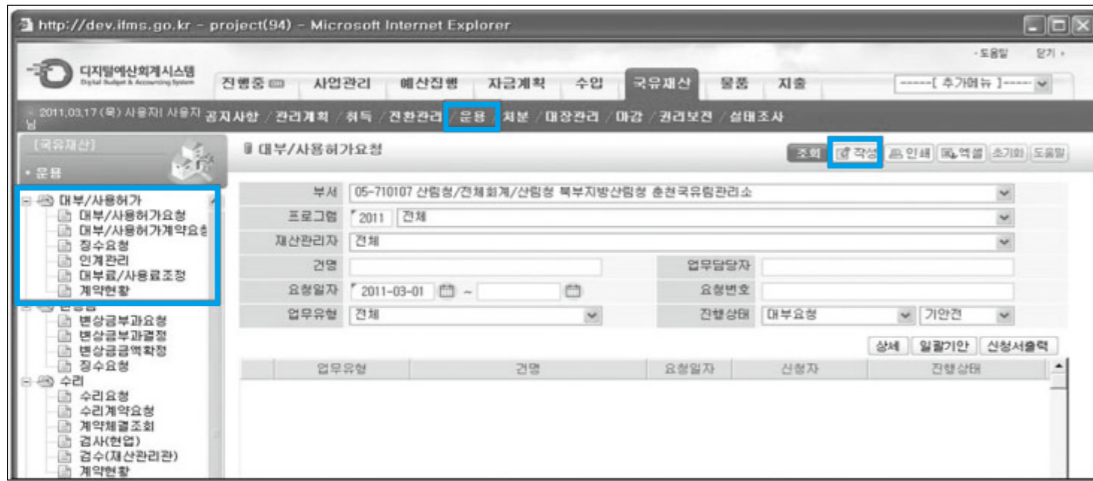 http://dev.ifms.go.kr - project(94) - Microsoft Internet Explorer
·도움말 닫기 ×
디지털예산회계시스템
Digital Budget & Accounting System
진행중 사업관리 예산집행 자금계획 수입 국유재산 물품 지출
-----[ 추가메뉴 ]-----
2011,03,17 (목) 사용자1 사용자님
공지사항 / 관리계획 / 취득 / 전환관리 / 운용 / 처분 / 대장관리 / 마감 / 권리보전 / 실태조사
[국유재산]
·운용
대부/사용허가요청
조회 작성 인쇄 엑셀 초기화 도움말
대부/사용허가
대부/사용허가요청
대부/사용허가계약요청
징수요청
인계관리
대부료/사용료조정
계약현황
변상금
변상금부과요청
변상금부과결정
변상금금액확정
징수요청
수리
수리요청
수리계약요청
계약체결조회
검사(현업)
검수(재산관리관)
계약현황
부서 05-710107 산림청/전체회계/산림청 북부지방산림청 춘천국유림관리소
프로그램 2011 전체
재산관리자 전체
건명 업무담당자
요청일자 2011-03-01 ~ 요청번호
업무유형 전체 진행상태 대부요청 기안전
상세 일괄기안 신청서출력
업무유형 건명 요청일자 신청자 진행상태